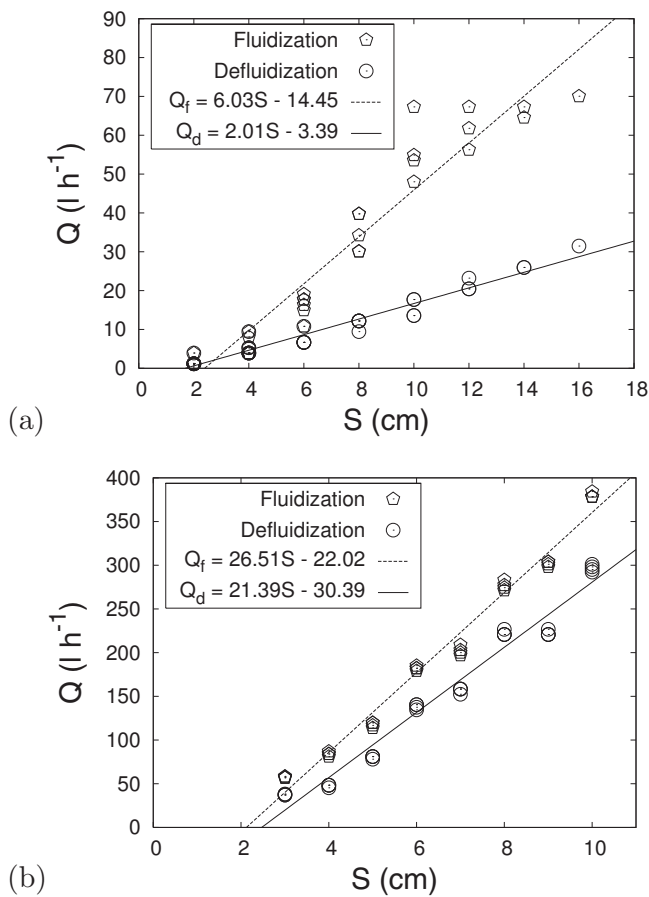 90
80
70
60
50
40
30
20
10
0
Q (l h⁻¹)
Fluidization
Defluidization
Q_f = 6.03S - 14.45
Q_d = 2.01S - 3.39
0 2 4 6 8 10 12 14 16 18
S (cm)
(a)
400
350
300
250
200
150
100
50
0
Q (l h⁻¹)
Fluidization
Defluidization
Q_f = 26.51S - 22.02
Q_d = 21.39S - 30.39
0 2 4 6 8 10
S (cm)
(b)